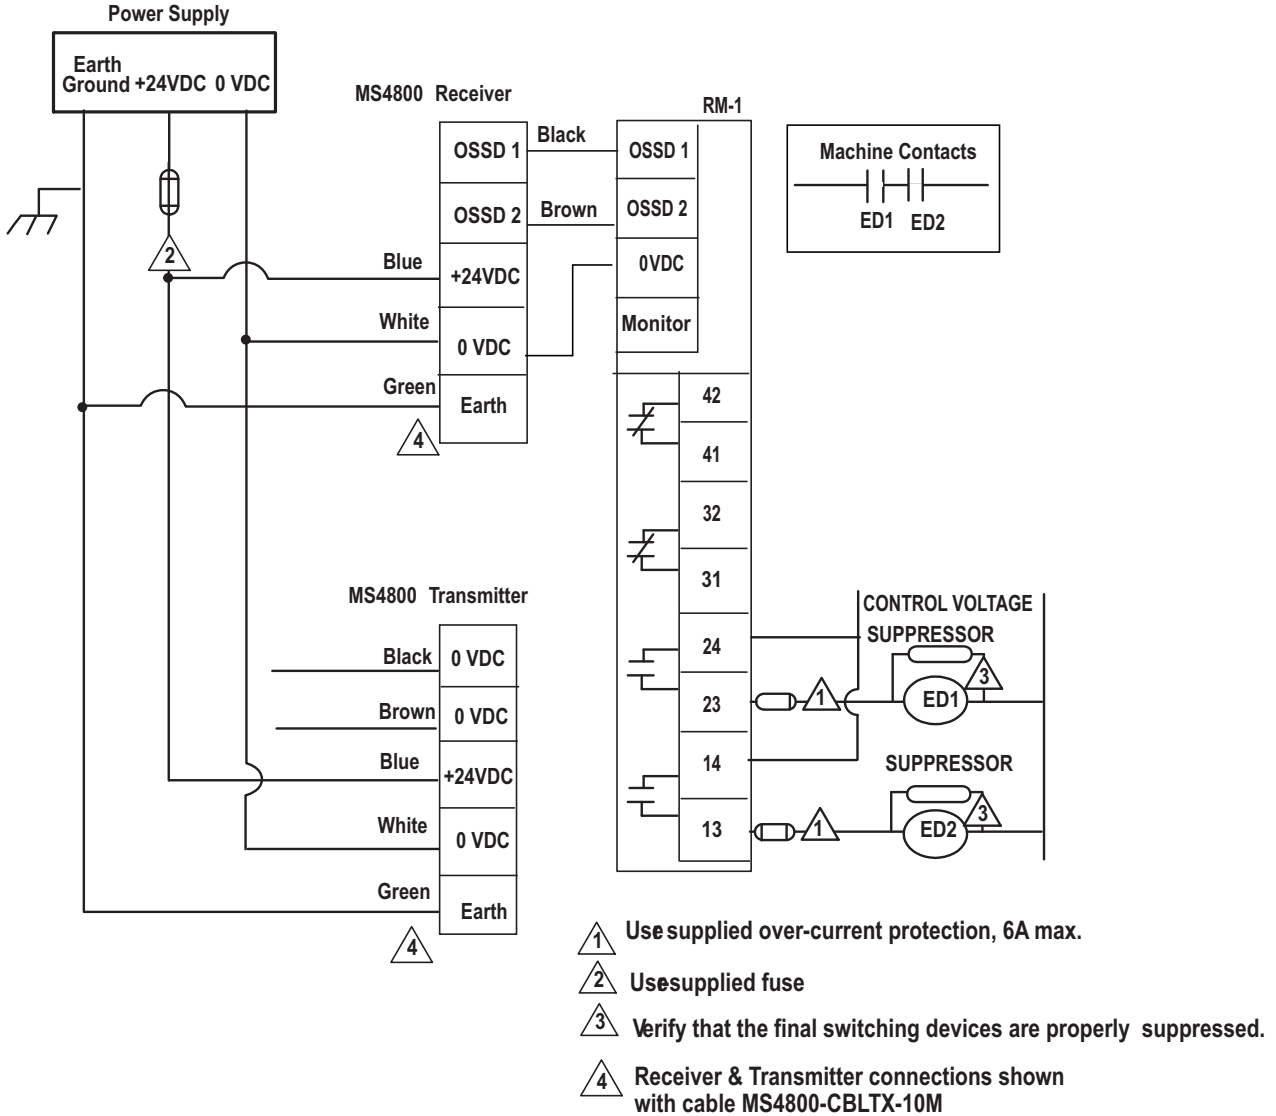 Power Supply
Earth
Ground +24VDC 0 VDC
2
MS4800 Receiver
OSSD 1
OSSD 2
+24VDC
0 VDC
Earth
Black
Brown
Blue
White
Green
4
RM-1
OSSD 1
OSSD 2
0VDC
Monitor
42
41
32
31
24
23
14
13
Machine Contacts
ED1 ED2
MS4800 Transmitter
Black
0 VDC
Brown
0 VDC
Blue
+24VDC
White
0 VDC
Green
Earth
4
CONTROL VOLTAGE
SUPPRESSOR
3
1
ED1
SUPPRESSOR
3
1
ED2
1 Use supplied over-current protection, 6A max.
2 Use supplied fuse
3 Verify that the final switching devices are properly suppressed.
4 Receiver & Transmitter connections shown
with cable MS4800-CBLTX-10M